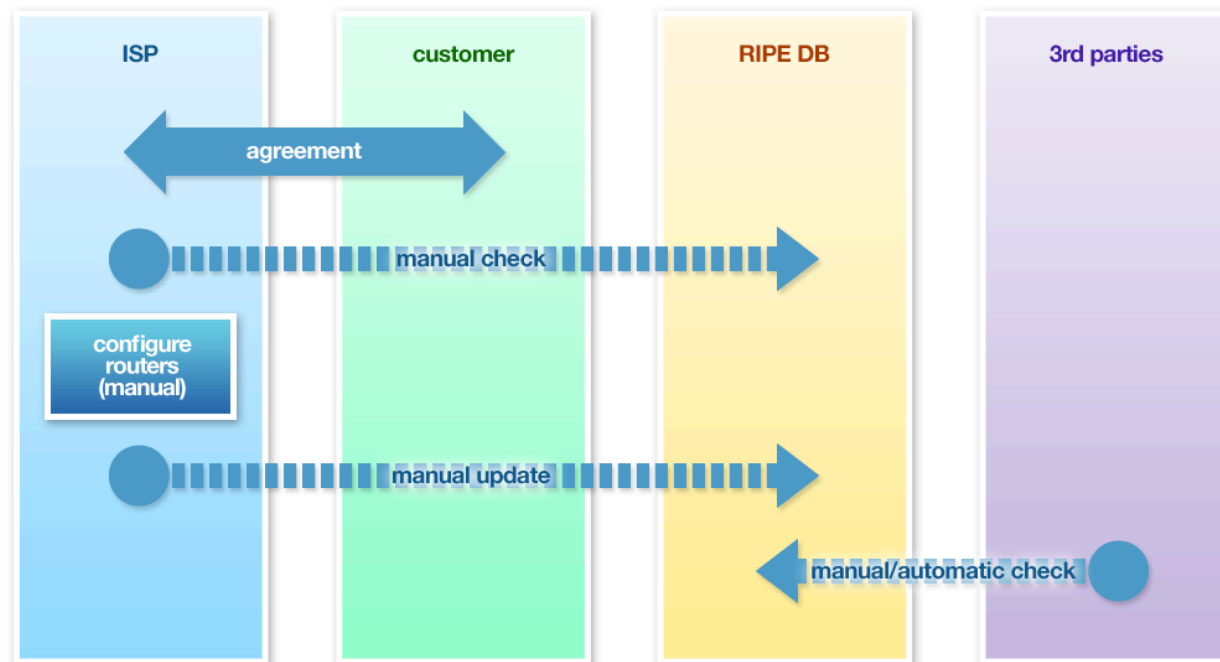 ISP
customer
RIPE DB
3rd parties
agreement
manual check
configure
routers
(manual)
manual update
manual/automatic check